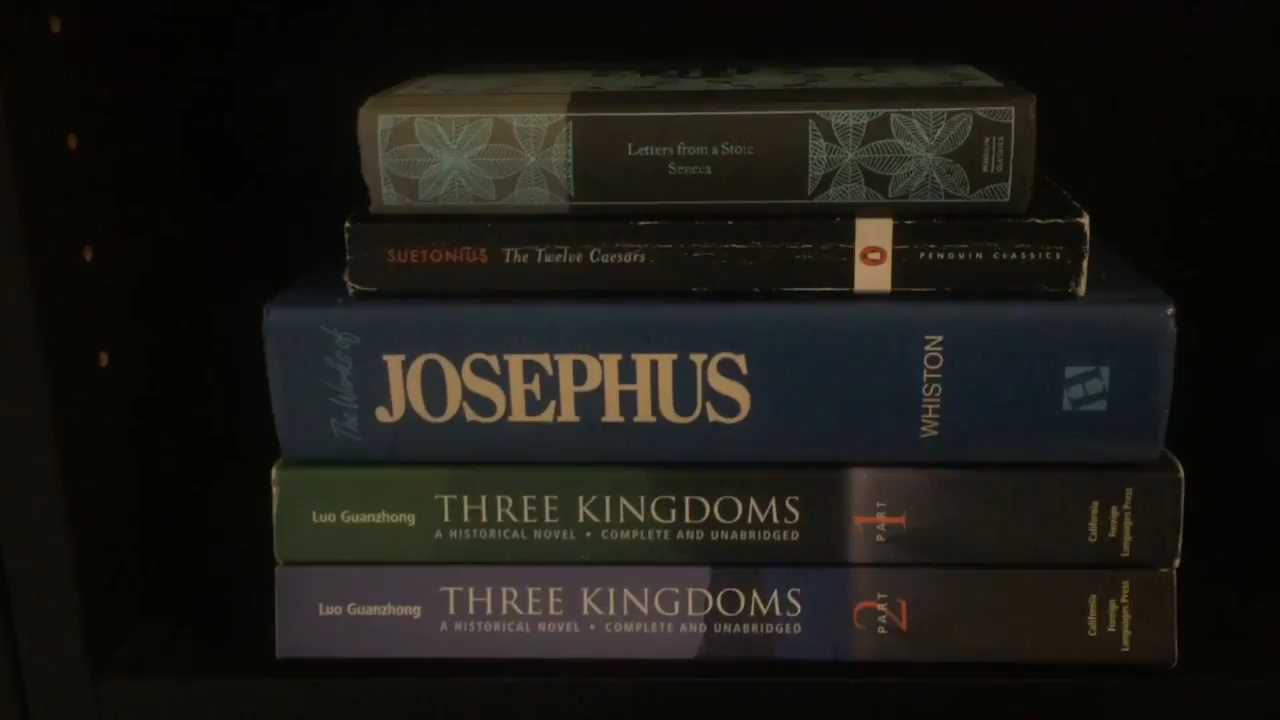 Letters from a Stoic
Seneca
PENGUIN
CLASSICS
SUETONIUS The Twelve Caesars
PENGUIN CLASSICS
The Works of
JOSEPHUS
WHISTON
H
Luo Guanzhong
THREE KINGDOMS
A HISTORICAL NOVEL • COMPLETE AND UNABRIDGED
PART 1
California
Foreign
Languages Press
Luo Guanzhong
THREE KINGDOMS
A HISTORICAL NOVEL • COMPLETE AND UNABRIDGED
PART 2
California
Foreign
Languages Press